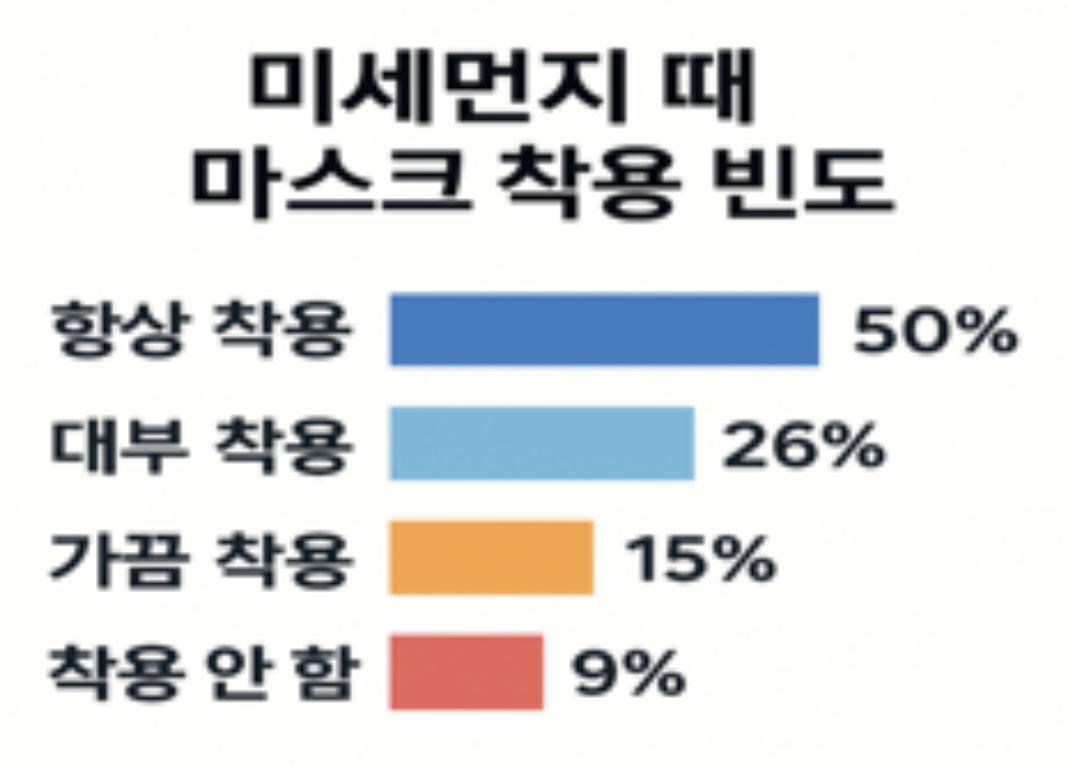 미세먼지 때
마스크 착용 빈도
항상 착용 50%
대부 착용 26%
가끔 착용 15%
착용 안 함 9%